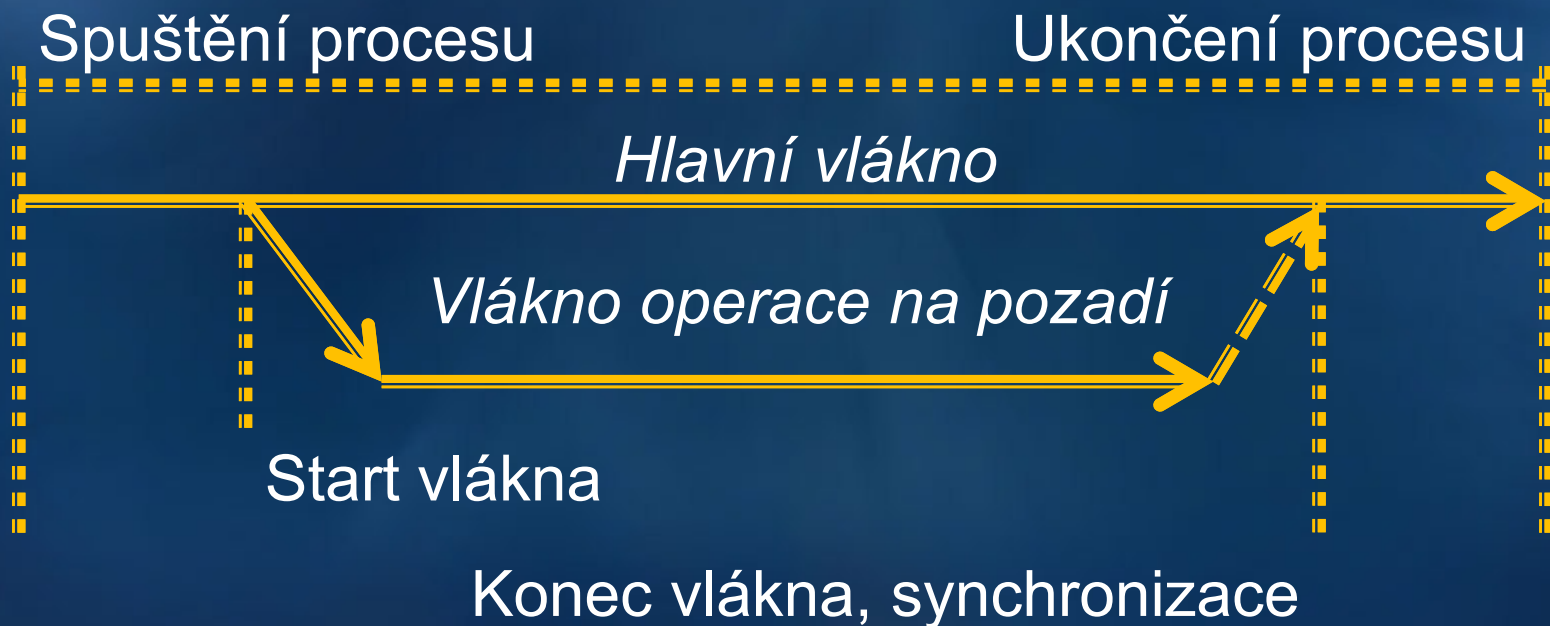 Spuštění procesu
Ukončení procesu
Hlavní vlákno
Vlákno operace na pozadí
Start vlákna
Konec vlákna, synchronizace